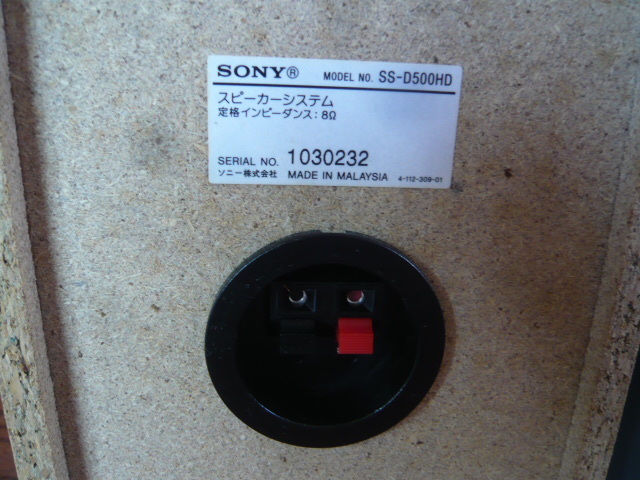 SONY® MODEL NO. SS-D500HD
スピーカーシステム
定格インピーダンス：8Ω
SERIAL NO. 1030232
ソニー株式会社 MADE IN MALAYSIA 4-112-309-01